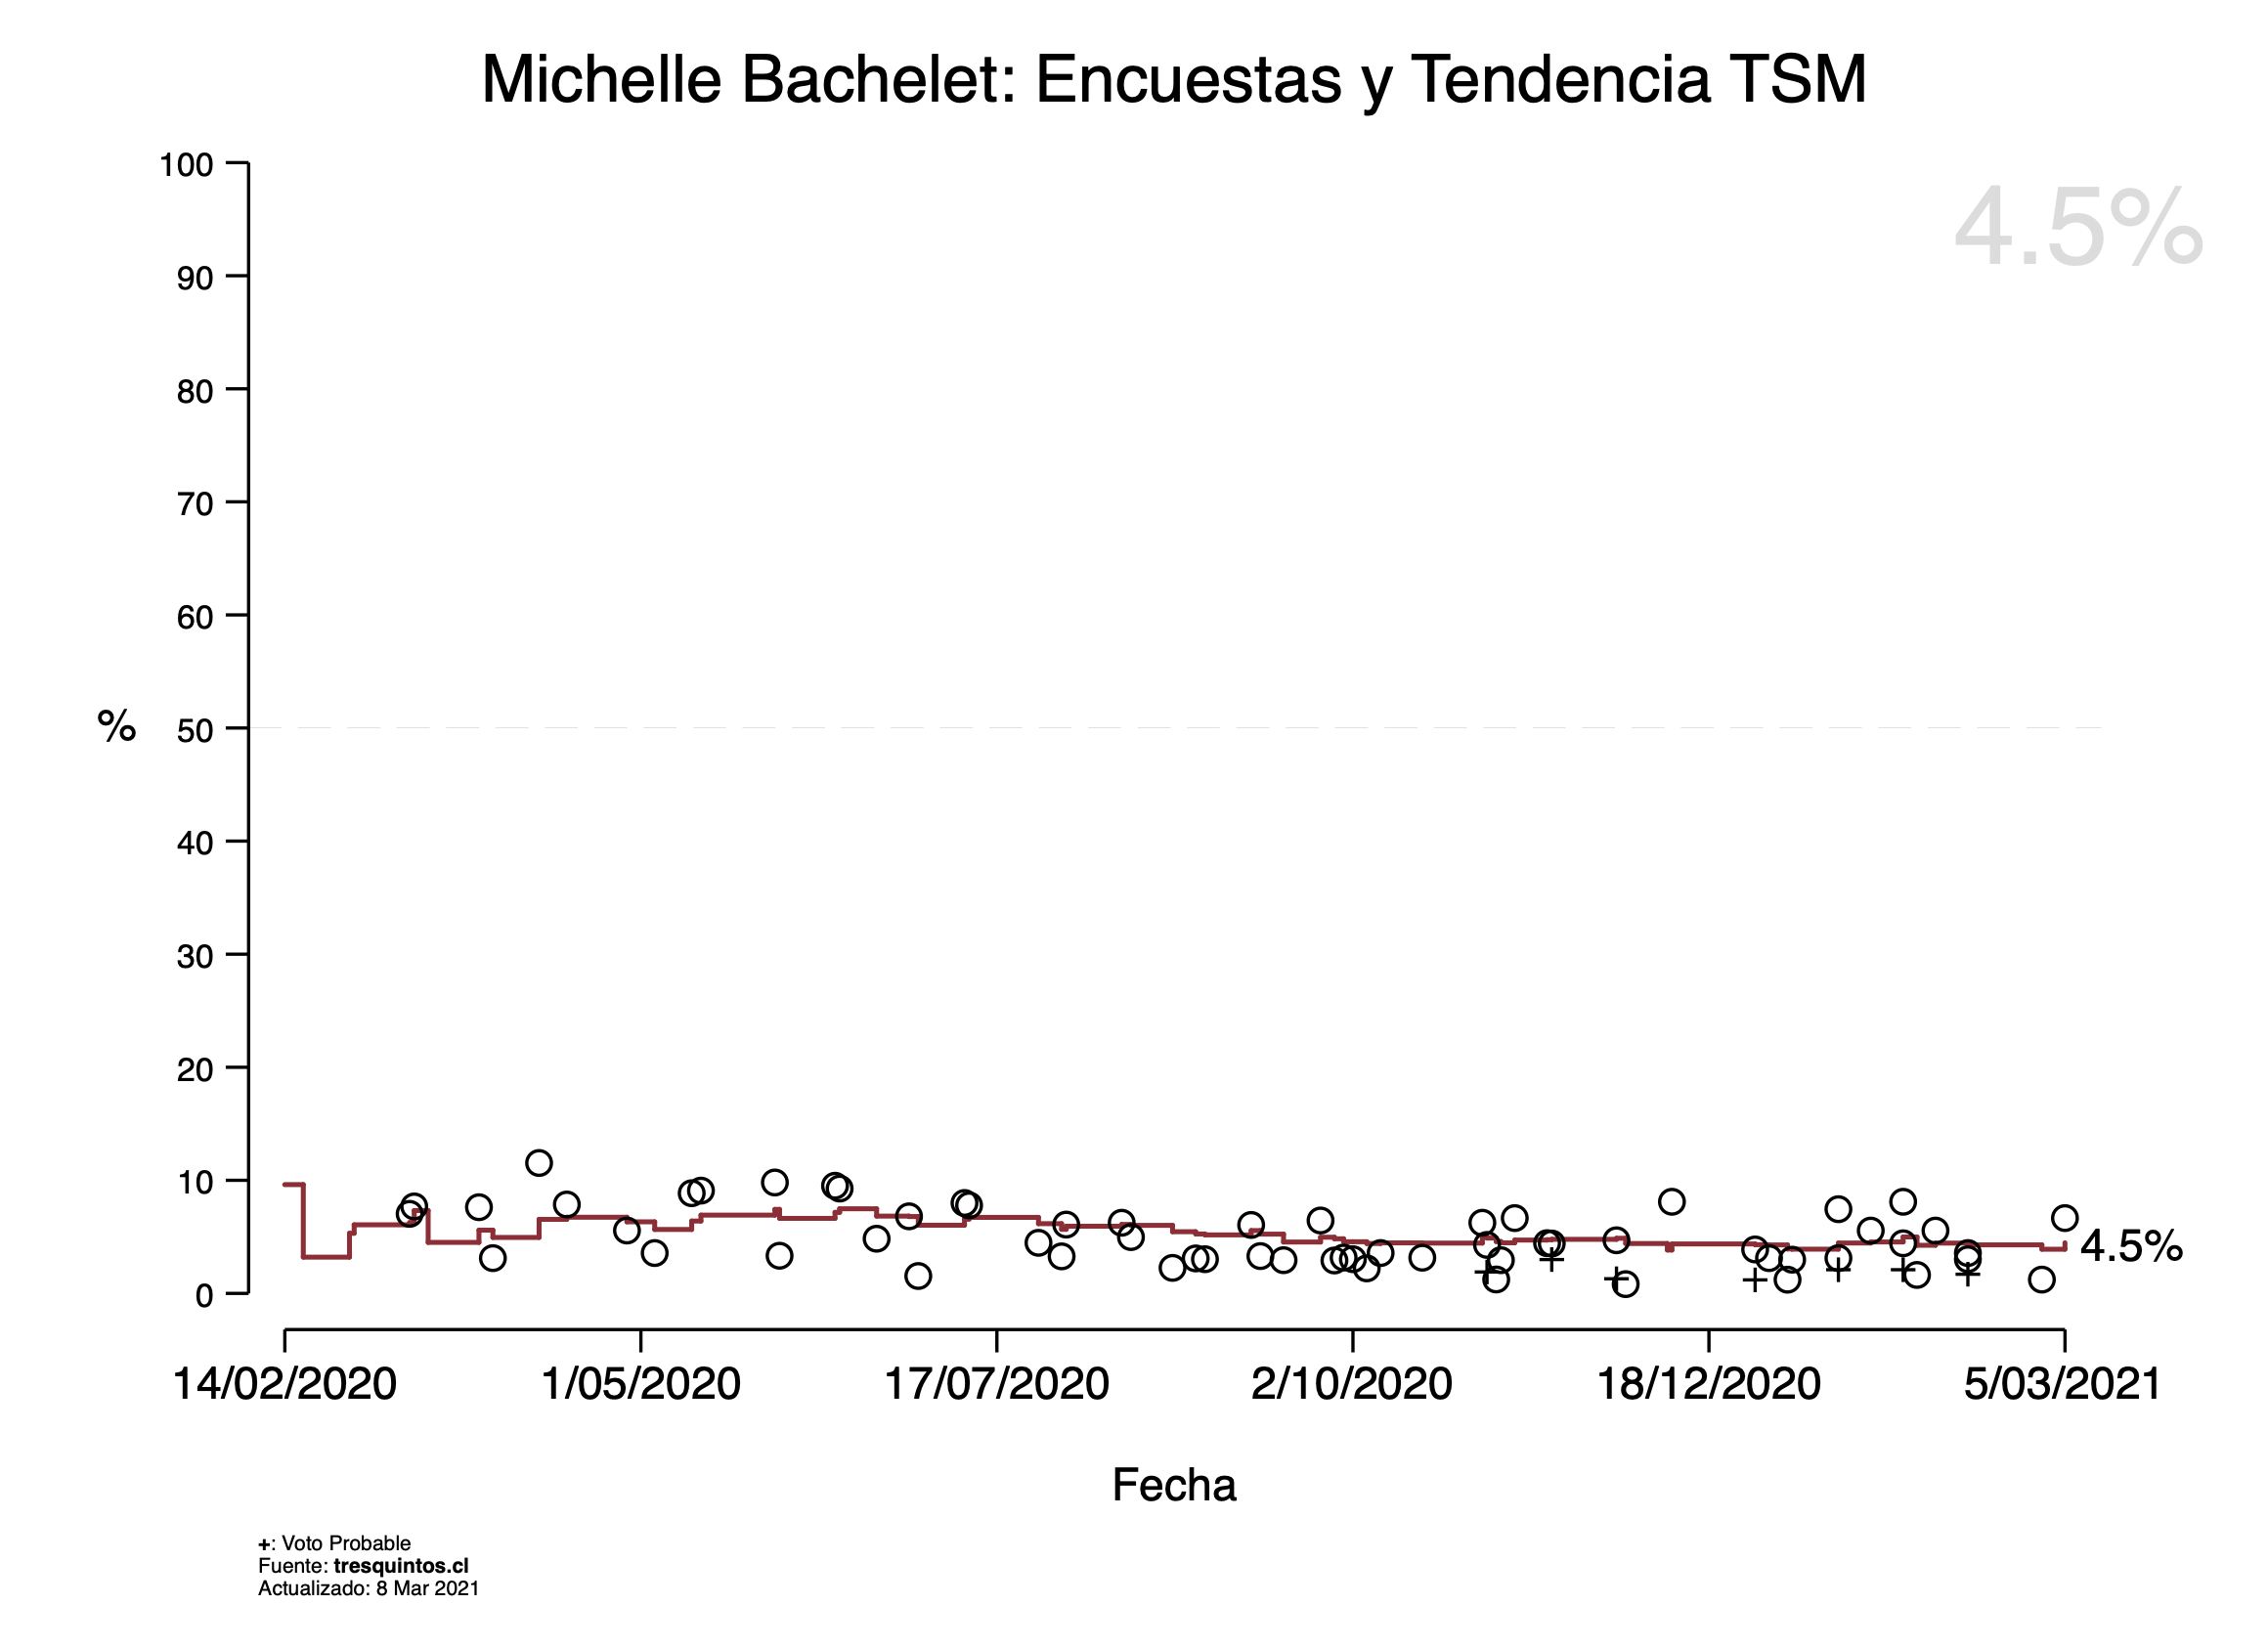 Michelle Bachelet: Encuestas y Tendencia TSM
4.5%
100
90
80
70
60
% 50
40
30
20
10
4.5%
0
14/02/2020 1/05/2020 17/07/2020 2/10/2020 18/12/2020 5/03/2021
Fecha
+: Voto Probable
Fuente: tresquintos.cl
Actualizado: 8 Mar 2021